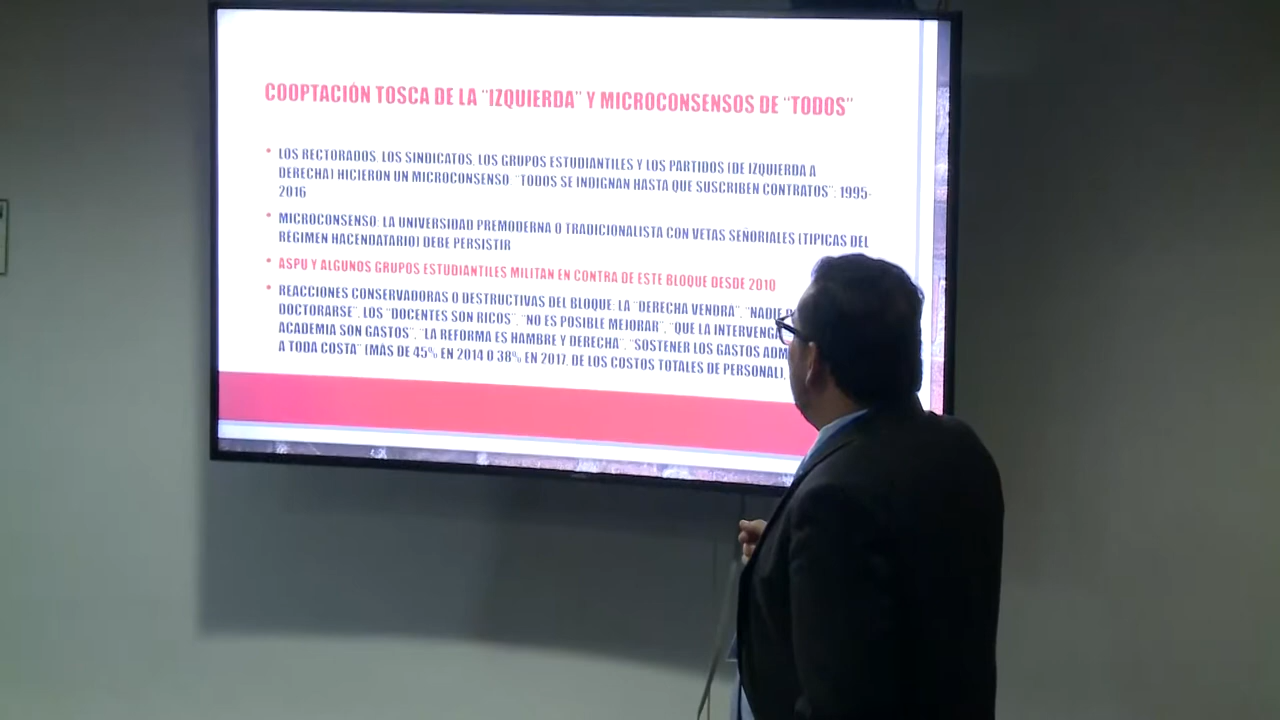 COOPTACIÓN TOSCA DE LA "IZQUIERDA" Y MICROCONSENSOS DE "TODOS"
• LOS RECTORADOS, LOS SINDICATOS, LOS GRUPOS ESTUDIANTILES Y LOS PARTIDOS (DE IZQUIERDA A
DERECHA) HICIERON UN MICROCONSENSO: "TODOS SE INDIGNAN HASTA QUE SUSCRIBEN CONTRATOS": 1995-
2016
• MICROCONSENSO: LA UNIVERSIDAD PREMODERNA O TRADICIONALISTA CON VETAS SEÑORIALES (TIPICAS DEL
RÉGIMEN HACENDATARIO) DEBE PERSISTIR
• ASPU Y ALGUNOS GRUPOS ESTUDIANTILES MILITAN EN CONTRA DE ESTE BLOQUE DESDE 2010
• REACCIONES CONSERVADORAS O DESTRUCTIVAS DEL BLOQUE: LA "DERECHA VENDRA", "NADIE
DOCTORARSE", LOS "DOCENTES SON RICOS", "NO ES POSIBLE MEJORAR", "QUE LA
ACADEMIA SON GASTOS", "LA REFORMA ES HAMBRE Y DERECHA", "SOSTENER LOS GASTOS
A TODA COSTA" (MÁS DE 45% EN 2014 O 38% EN 2017, DE LOS COSTOS TOTALES DE PERSONAL).